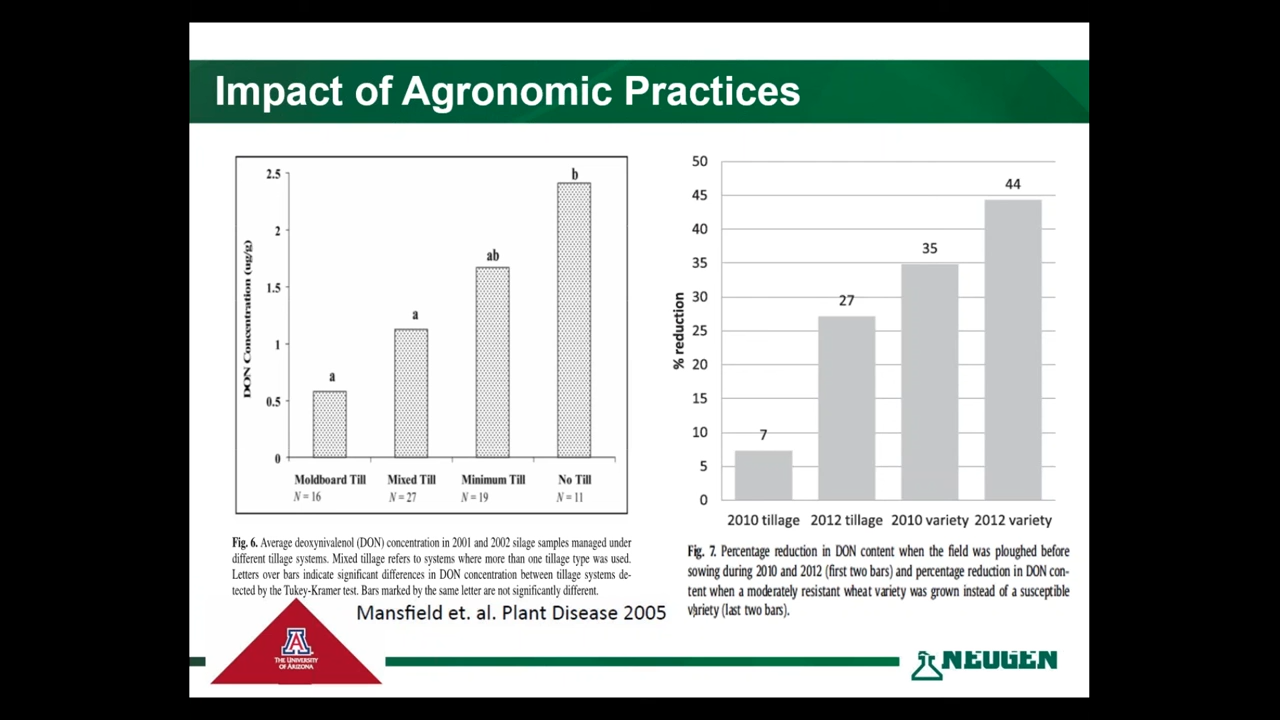 Impact of Agronomic Practices
DON Concentration (ug/g)
2.5
2
1.5
1
0.5
0
a
a
ab
b
Moldboard Till
Mixed Till
Minimum Till
No Till
N = 16
N = 27
N = 19
N = 11
Fig. 6. Average deoxynivalenol (DON) concentration in 2001 and 2002 silage samples managed under
different tillage systems. Mixed tillage refers to systems where more than one tillage type was used.
Letters over bars indicate significant differences in DON concentration between tillage systems de-
tected by the Tukey-Kramer test. Bars marked by the same letter are not significantly different.
Mansfield et. al. Plant Disease 2005
% reduction
50
45
40
35
30
25
20
15
10
5
0
7
27
35
44
2010 tillage
2012 tillage
2010 variety
2012 variety
Fig. 7. Percentage reduction in DON content when the field was ploughed before
sowing during 2010 and 2012 (first two bars) and percentage reduction in DON con-
tent when a moderately resistant wheat variety was grown instead of a susceptible
variety (last two bars).
A
THE UNIVERSITY
OF ARIZONA
NEOGEN